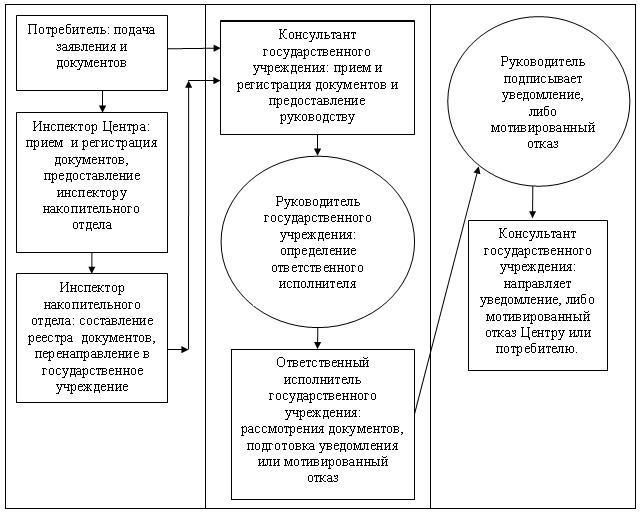 Потребитель: подача
заявления и
документов
Инспектор Центра:
прием и регистрация
документов,
предоставление
инспектору
накопительного
отдела
Инспектор
накопительного
отдела: составление
реестра документов,
перенаправление в
государственное
учреждение
Консультант
государственного
учреждения: прием и
регистрация документов и
предоставление
руководству
Руководитель
государственного
учреждения:
определение
ответственного
исполнителя
Ответственный
исполнитель
государственного
учреждения:
рассмотрения документов,
подготовка уведомления
или мотивированный
отказ
Руководитель
подписывает
уведомление,
либо
мотивированный
отказ
Консультант
государственного
учреждения:
направляет
уведомление, либо
мотивированный
отказ Центру или
потребителю.